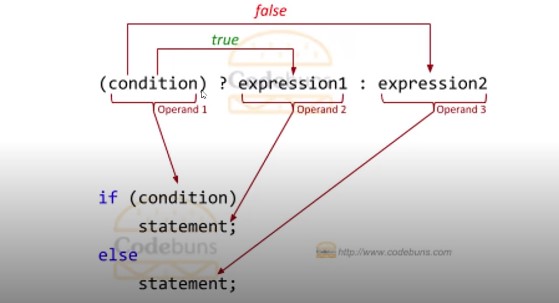 false
true
(condition) ? expression1 : expression2
Operand 1 Operand 2 Operand 3
if (condition)
statement;
else
statement;
Codebuns
Codebuns
http://www.codebuns.com